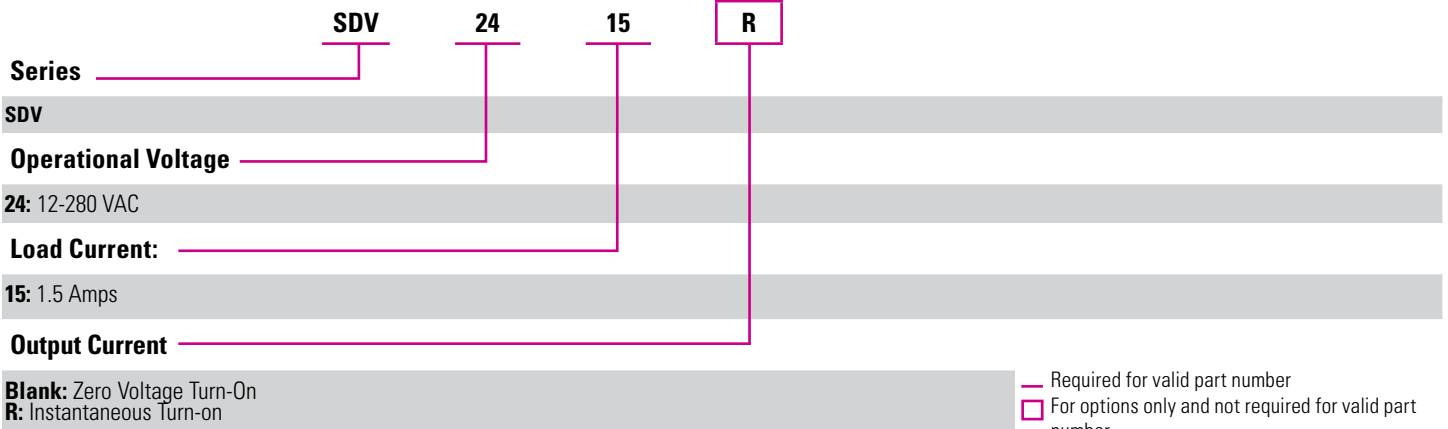 SDV 24 15 R
Series
SDV
Operational Voltage
24: 12-280 VAC
Load Current:
15: 1.5 Amps
Output Current
Blank: Zero Voltage Turn-On
R: Instantaneous Turn-on
Required for valid part number
For options only and not required for valid part
number